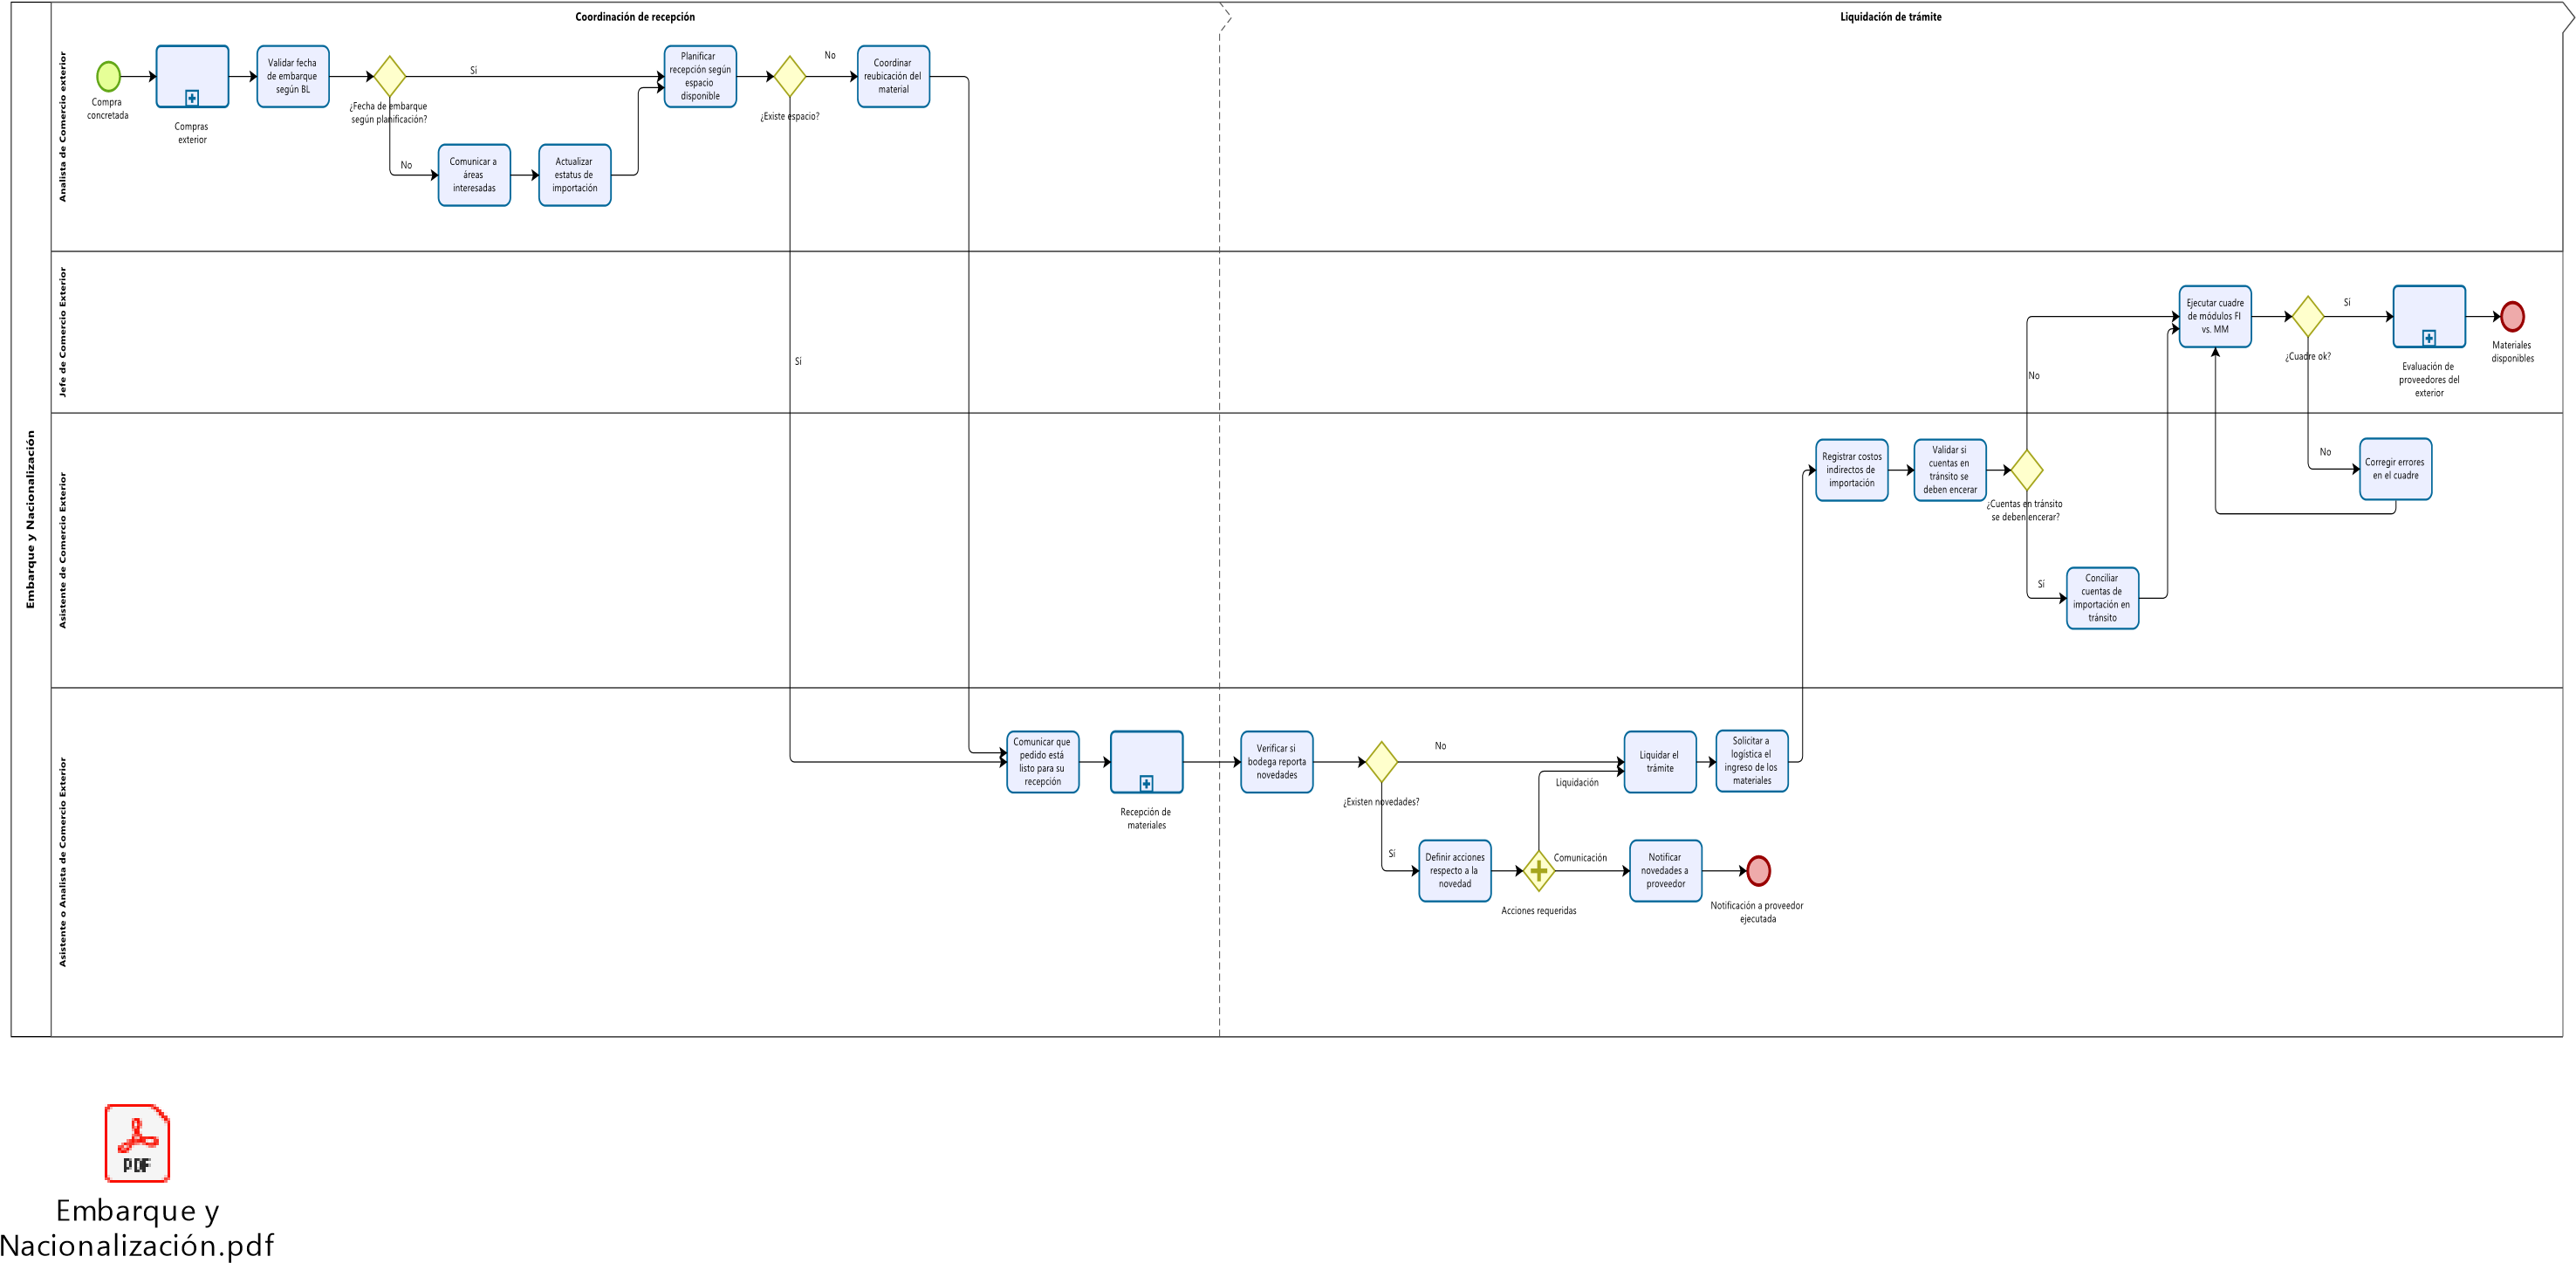 Coordinación de recepción
Liquidación de trámite
Embarque y Nacionalización
Analista de Comercio exterior
Compra
concretada
Compras
exterior
Validar fecha
de embarque
según BL
¿Fecha de embarque
según planificación?
Sí
No
Comunicar a
áreas
interesadas
Actualizar
estatus de
importación
Planificar
recepción según
espacio
disponible
¿Existe espacio?
No
Sí
Coordinar
reubicación del
material
Jefe de Comercio Exterior
Ejecutar cuadre
de módulos FI
vs. MM
¿Cuadre ok?
Sí
Evaluación de
proveedores del
exterior
Materiales
disponibles
No
Asistente de Comercio Exterior
Registrar costos
indirectos de
importación
Validar si
cuentas en
tránsito se
deben encerar
¿Cuentas en tránsito
se deben encerar?
No
Corregir errores
en el cuadre
Sí
Conciliar
cuentas de
importación en
tránsito
Asistente o Analista de Comercio Exterior
Comunicar que
pedido está
listo para su
recepción
Recepción de
materiales
Verificar si
bodega reporta
novedades
¿Existen novedades?
No
Sí
Liquidar el
trámite
Solicitar a
logística el
ingreso de los
materiales
Liquidación
Definir acciones
respecto a la
novedad
Acciones requeridas
Comunicación
Notificar
novedades a
proveedor
Notificación a proveedor
ejecutada
PDF
Embarque y
Nacionalización.pdf